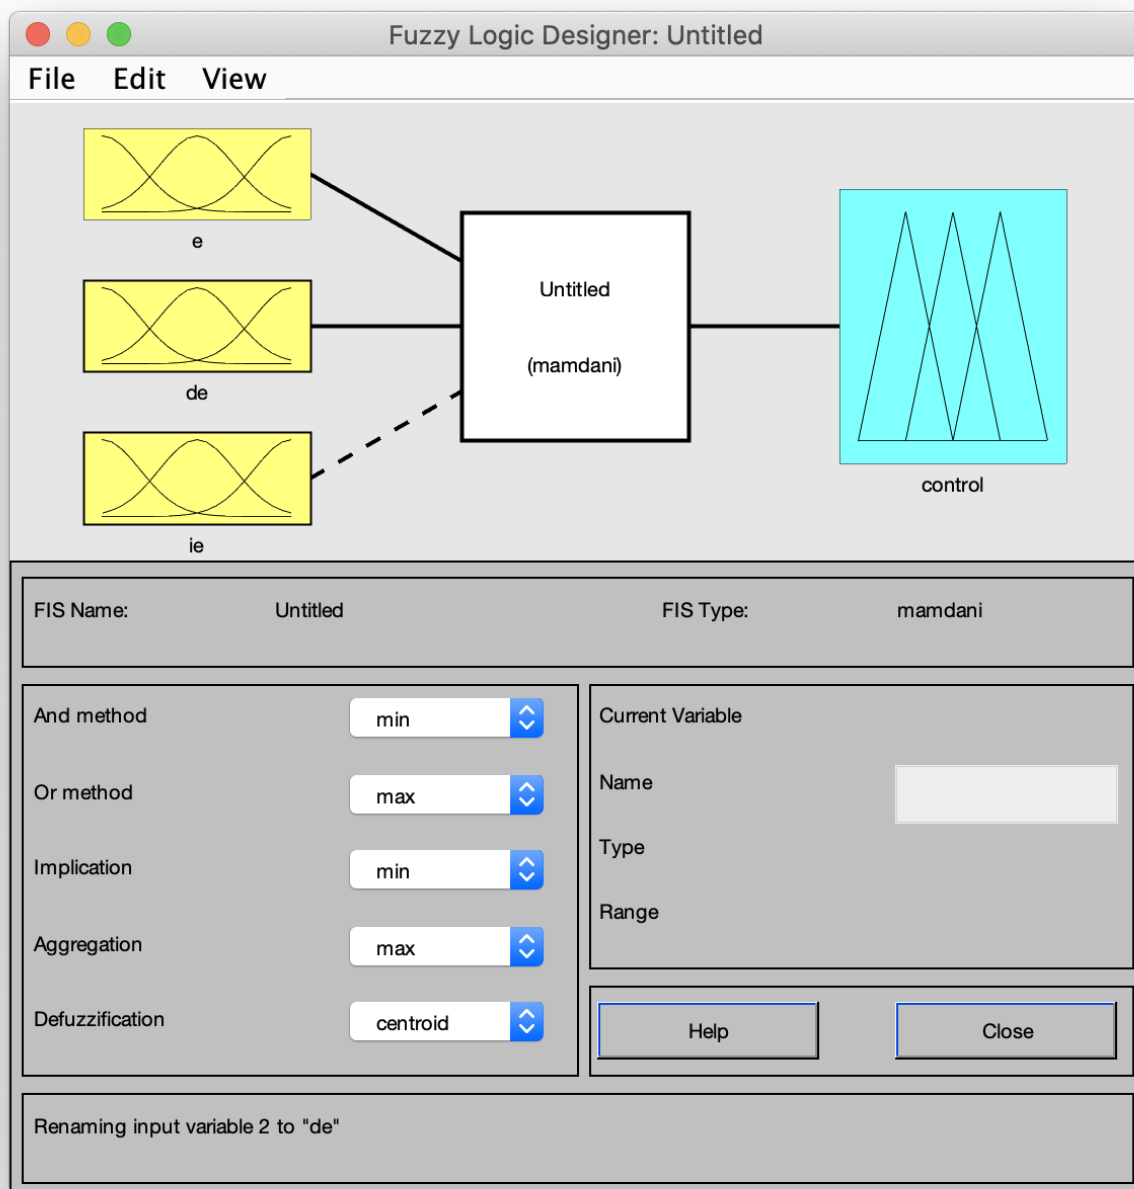 Fuzzy Logic Designer: Untitled
File Edit View
e
de
ie
Untitled
(mamdani)
control
FIS Name: Untitled FIS Type: mamdani
And method min
Or method max
Implication min
Aggregation max
Defuzzification centroid
Current Variable
Name
Type
Range
Help Close
Renaming input variable 2 to "de"